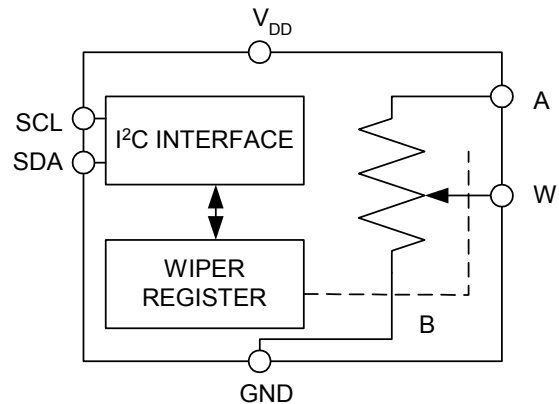 VDD
A
SCL
I²C INTERFACE
SDA
W
WIPER
REGISTER
B
GND